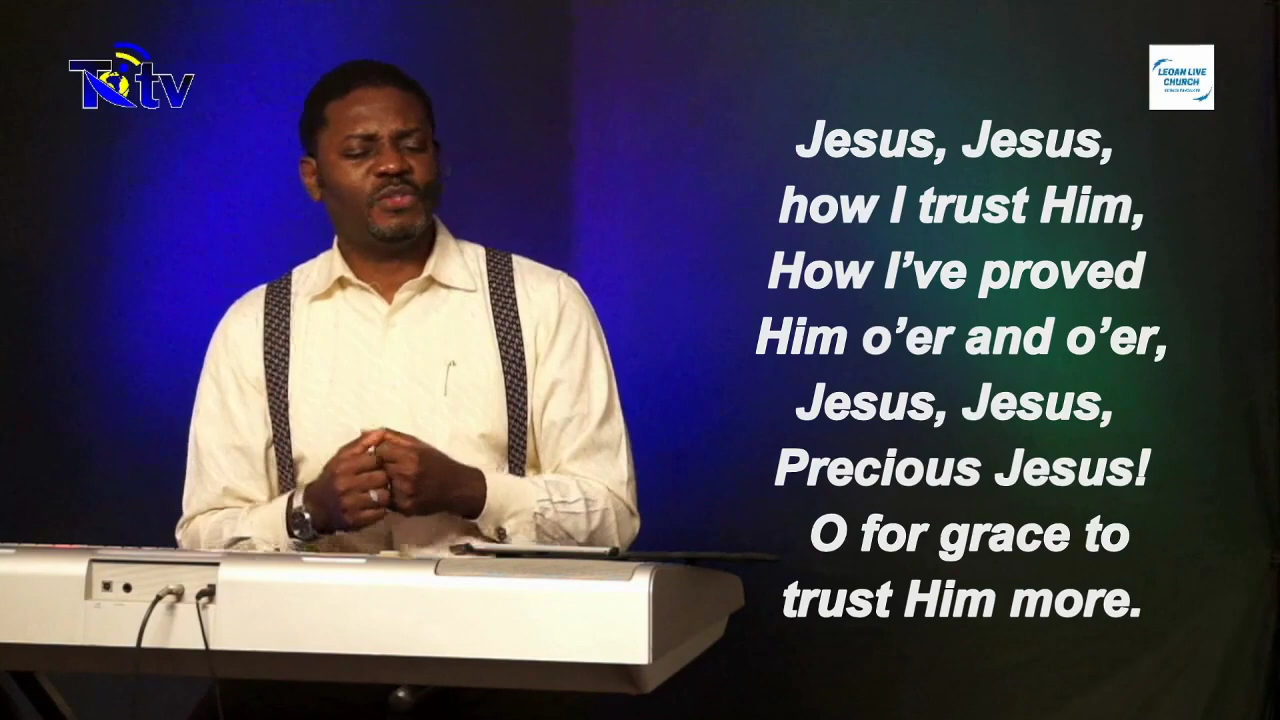 TCtv
LEOAN LIVE
CHURCH
Jesus, Jesus,
how I trust Him,
How I've proved
Him o'er and o'er,
Jesus, Jesus,
Precious Jesus!
O for grace to
trust Him more.